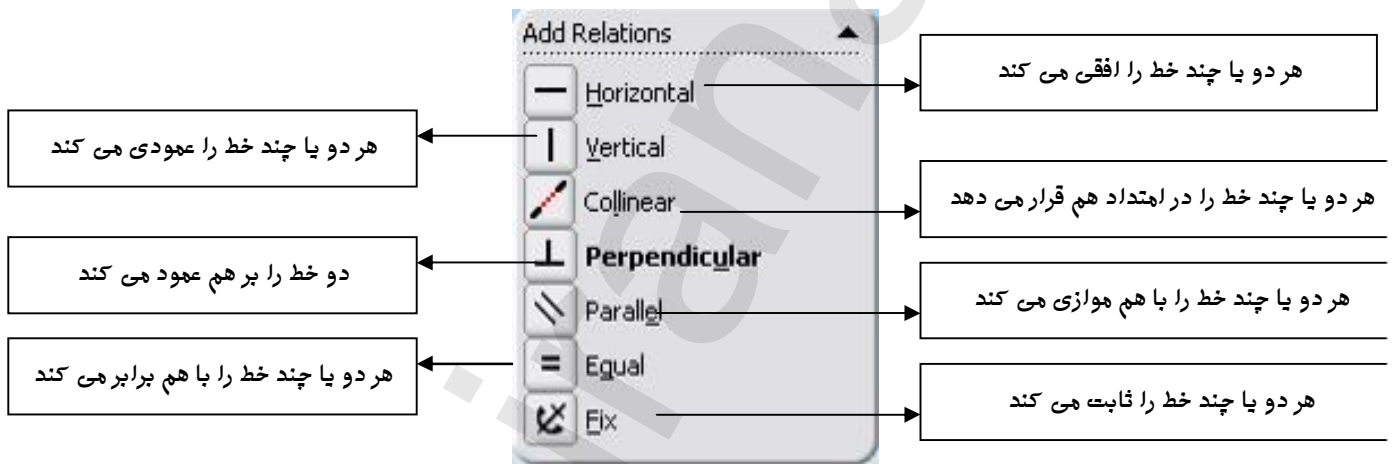 Add Relations
Horizontal
هر دو یا چند خط را افقی می کند
Vertical
هر دو یا چند خط را عمودی می کند
Collinear
هر دو یا چند خط را در امتداد هم قرار می دهد
Perpendicular
دو خط را بر هم عمود می کند
Parallel
هر دو یا چند خط را با هم موازی می کند
Equal
هر دو یا چند خط را با هم برابر می کند
Fix
هر دو یا چند خط را ثابت می کند